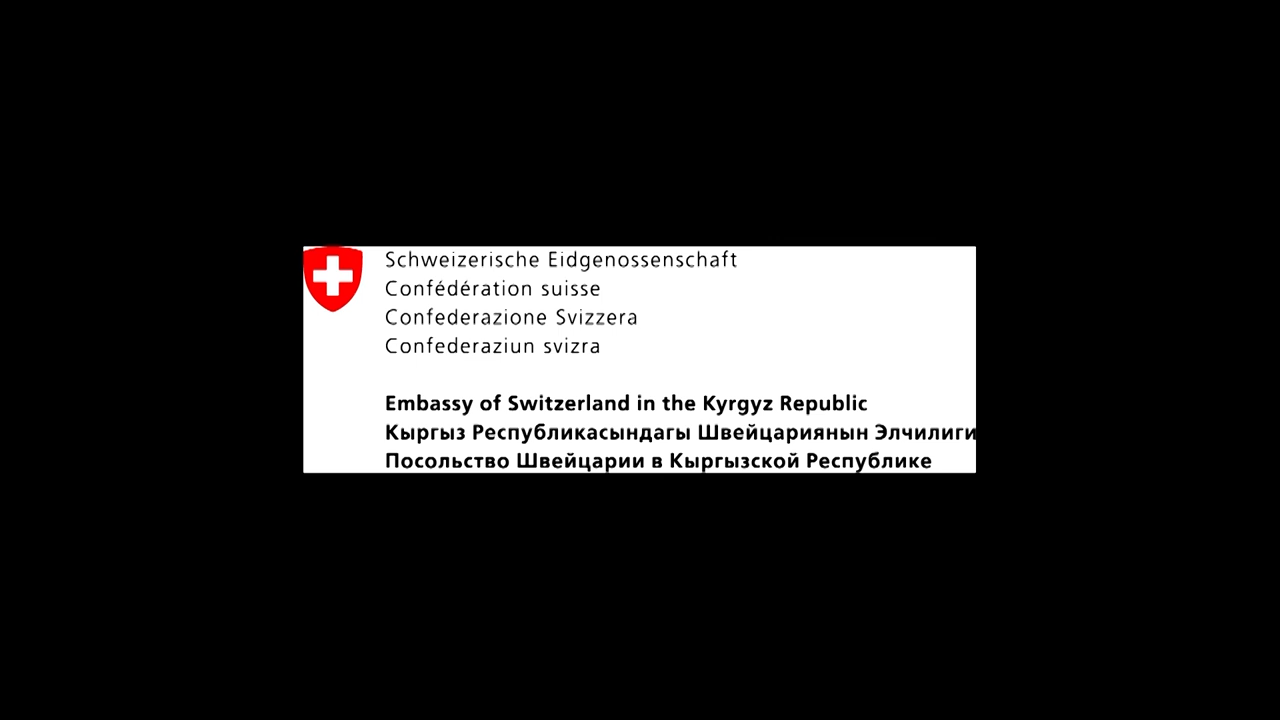 Schweizerische Eidgenossenschaft
Confédération suisse
Confederazione Svizzera
Confederaziun svizra
Embassy of Switzerland in the Kyrgyz Republic
Кыргыз Республикасындагы Швейцариянын Элчилиги
Посольство Швейцарии в Кыргызской Республике